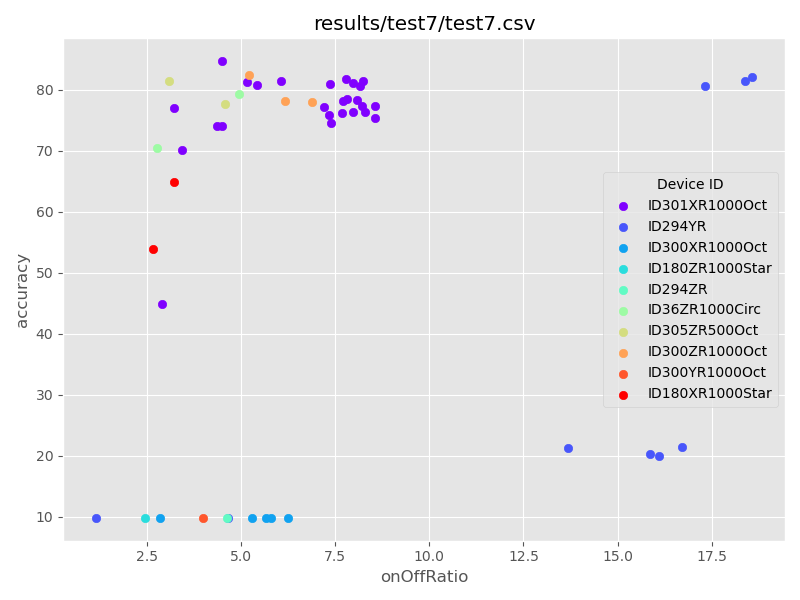 results/test7/test7.csv
accuracy
80
70
60
50
40
30
20
10
Device ID
ID301XR1000Oct
ID294YR
ID300XR1000Oct
ID180ZR1000Star
ID294ZR
ID36ZR1000Circ
ID305ZR500Oct
ID300ZR1000Oct
ID300YR1000Oct
ID180XR1000Star
2.5 5.0 7.5 10.0 12.5 15.0 17.5
onOffRatio